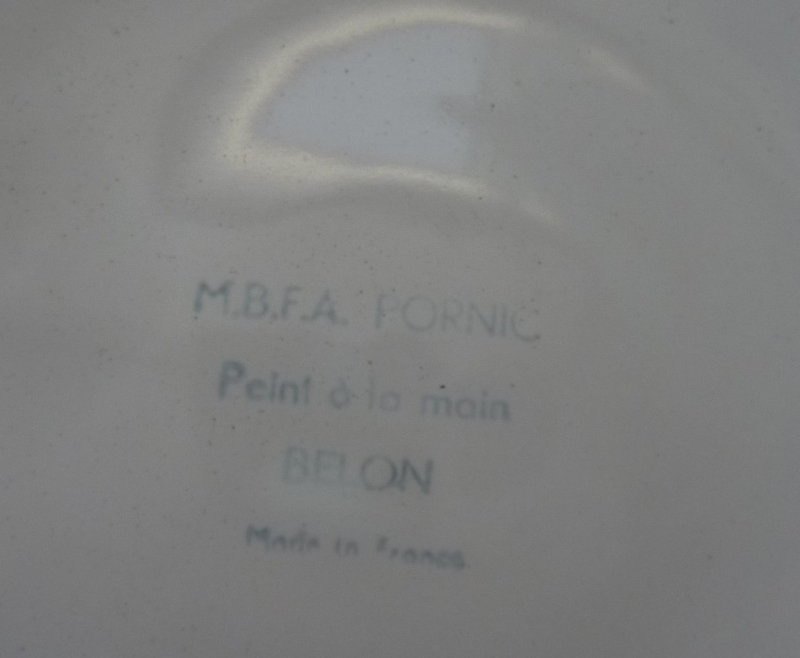 M.B.F.A. PORNIC
Peint à la main
BELON
Made in France.